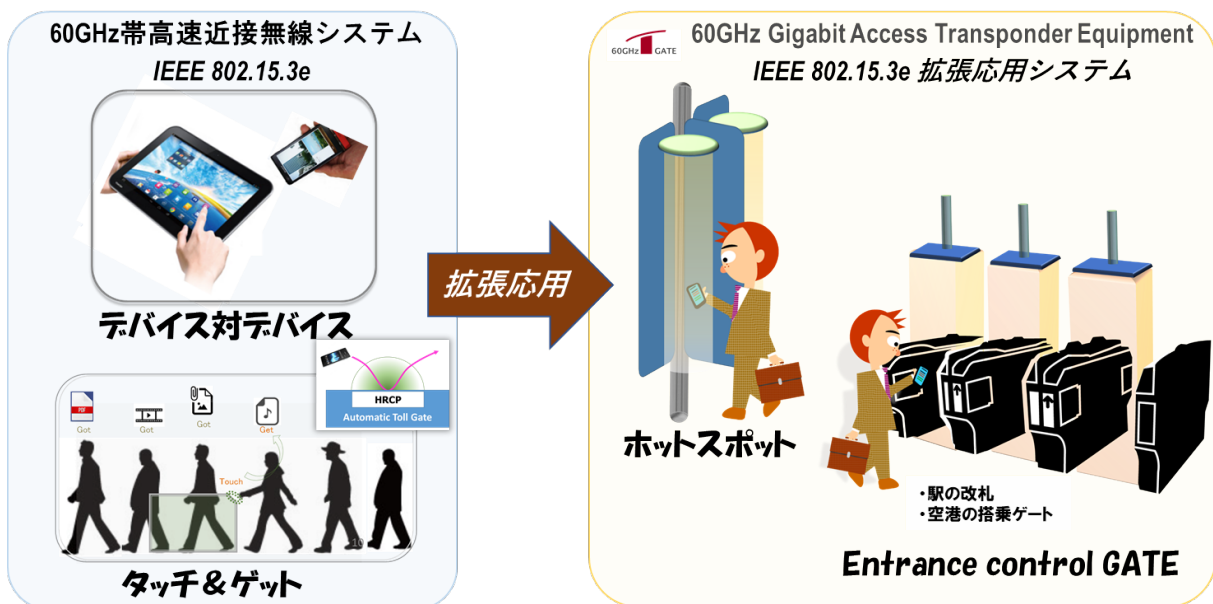 60GHz帯高速近接無線システム
IEEE 802.15.3e
デバイス対デバイス
HRCP
Automatic Toll Gate
PDF
Got
Got
Got
Get
Touch
16
タッチ&ゲット
拡張応用
60GHz GATE
60GHz Gigabit Access Transponder Equipment
IEEE 802.15.3e 拡張応用システム
ホットスポット
・駅の改札
・空港の搭乗ゲート
Entrance control GATE